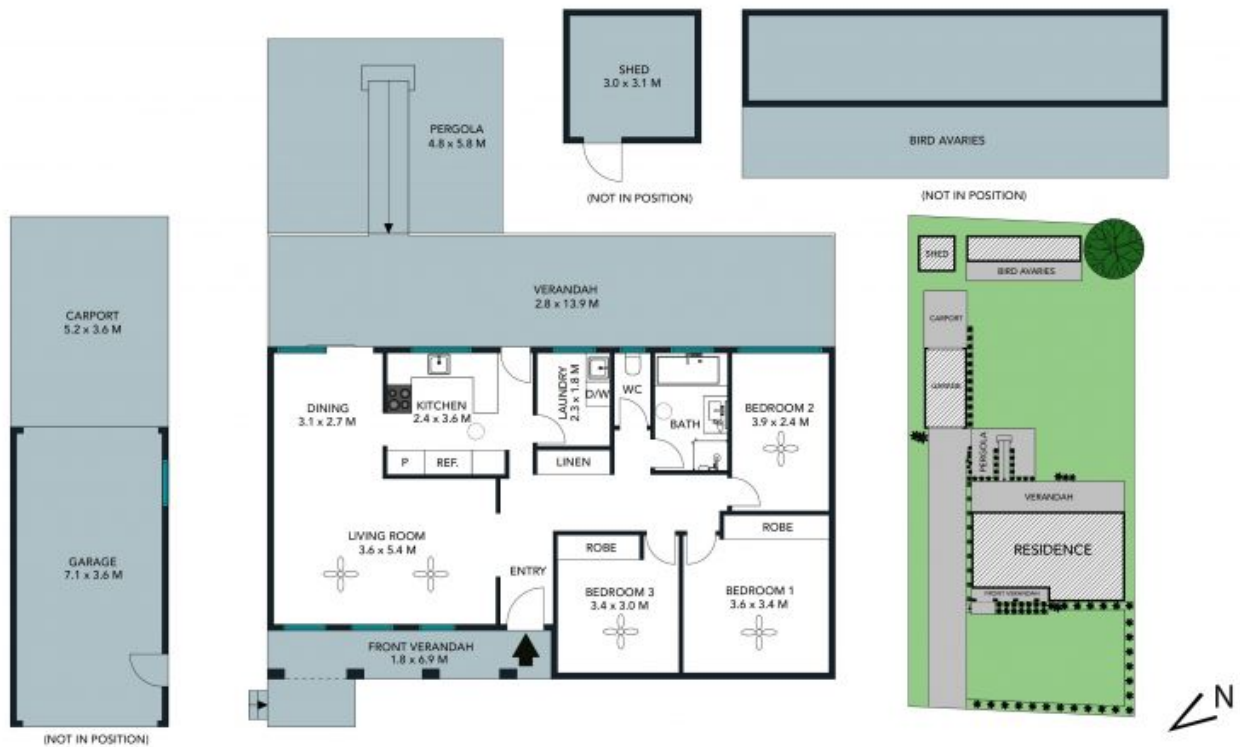 SHED
3.0 x 3.1 M
(NOT IN POSITION)
BIRD AVARIES
(NOT IN POSITION)
PERGOLA
4.8 x 5.8 M
CARPORT
5.2 x 3.6 M
GARAGE
7.1 x 3.6 M
(NOT IN POSITION)
VERANDAH
2.8 x 13.9 M
DINING
3.1 x 2.7 M
KITCHEN
2.4 x 3.6 M
P
REF.
LAUNDRY
2.3 x 1.8 M
D/W
WC
BATH
LINEN
BEDROOM 2
3.9 x 2.4 M
LIVING ROOM
3.6 x 5.4 M
ENTRY
ROBE
BEDROOM 3
3.4 x 3.0 M
ROBE
BEDROOM 1
3.6 x 3.4 M
FRONT VERANDAH
1.8 x 6.9 M
SHED
BIRD AVARIES
CARPORT
GARAGE
PERGOLA
VERANDAH
RESIDENCE
FRONT VERANDAH
N